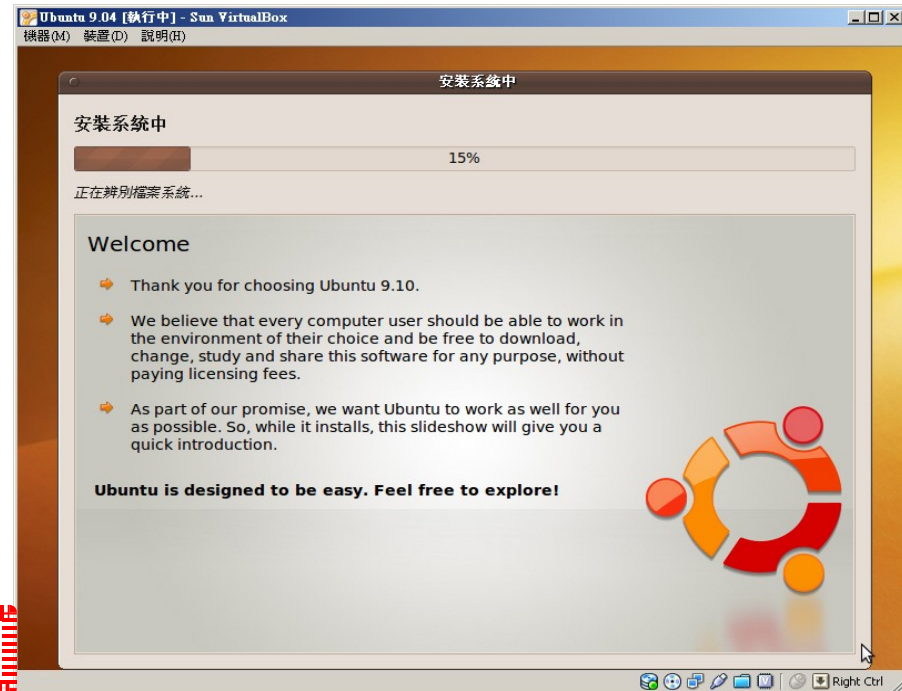 Ubuntu 9.04 [執行中] - Sun VirtualBox
機器(M) 裝置(D) 說明(H)
安裝系統中
安裝系統中
15%
正在辨別檔案系統...
Welcome
Thank you for choosing Ubuntu 9.10.
We believe that every computer user should be able to work in
the environment of their choice and be free to download,
change, study and share this software for any purpose, without
paying licensing fees.
As part of our promise, we want Ubuntu to work as well for you
as possible. So, while it installs, this slideshow will give you a
quick introduction.
Ubuntu is designed to be easy. Feel free to explore!
Right Ctrl